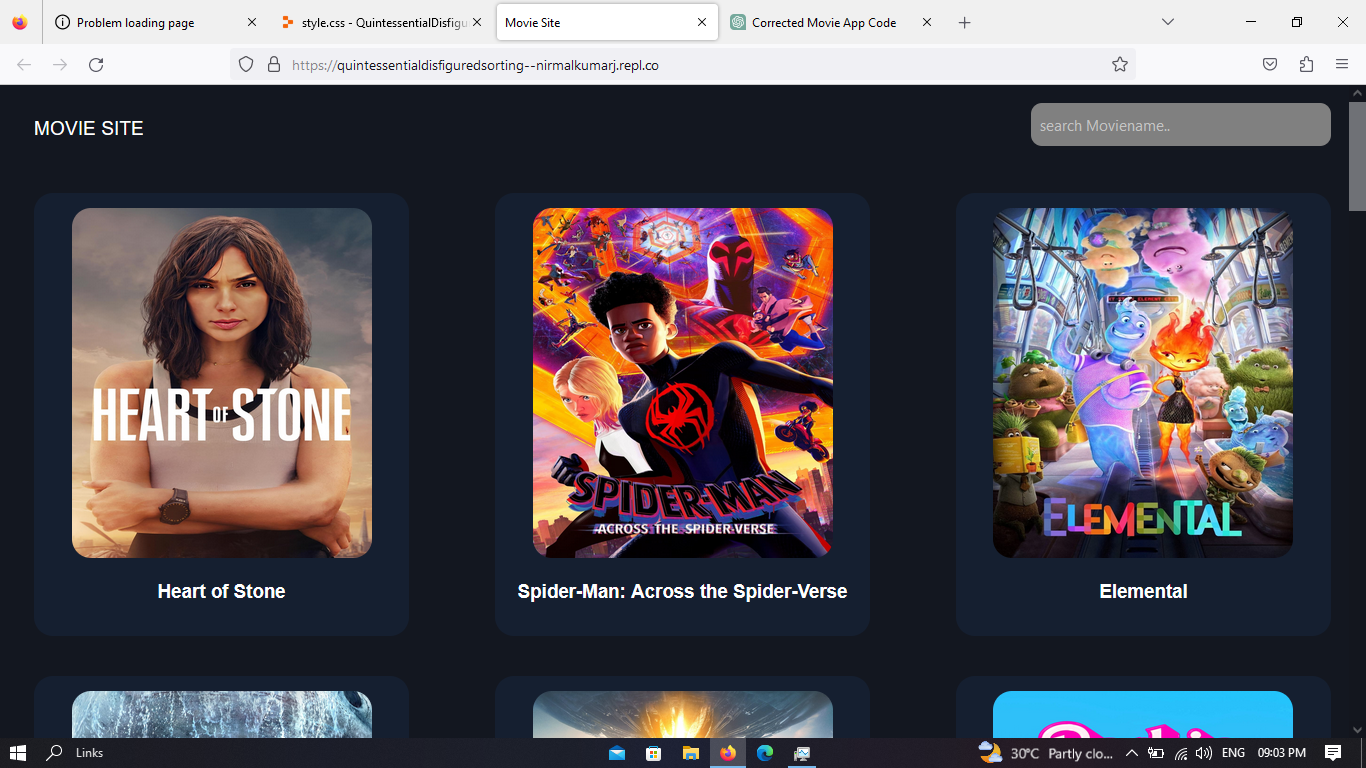 Problem loading page
style.css - QuintessentialDisfigu
Movie Site
Corrected Movie App Code
https://quintessentialdisfiguredsorting--nirmalkumarj.repl.co
MOVIE SITE
search Moviename..
HEART OF STONE
SPIDER-MAN
ACROSS THE SPIDER-VERSE
ELEMENTAL
Heart of Stone
Spider-Man: Across the Spider-Verse
Elemental
Links
30°C Partly clo...
ENG
09:03 PM